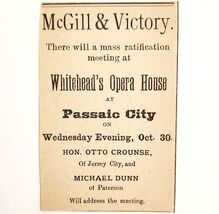 McGill & Victory.
There will a mass ratification
meeting at
Whitehead's Opera House
AT
Passaic City
ON
Wednesday Evening, Oct. 30.
HON. OTTO CROUNSE,
Of Jersey City, and
MICHAEL DUNN
of Paterson
Will address the meeting.